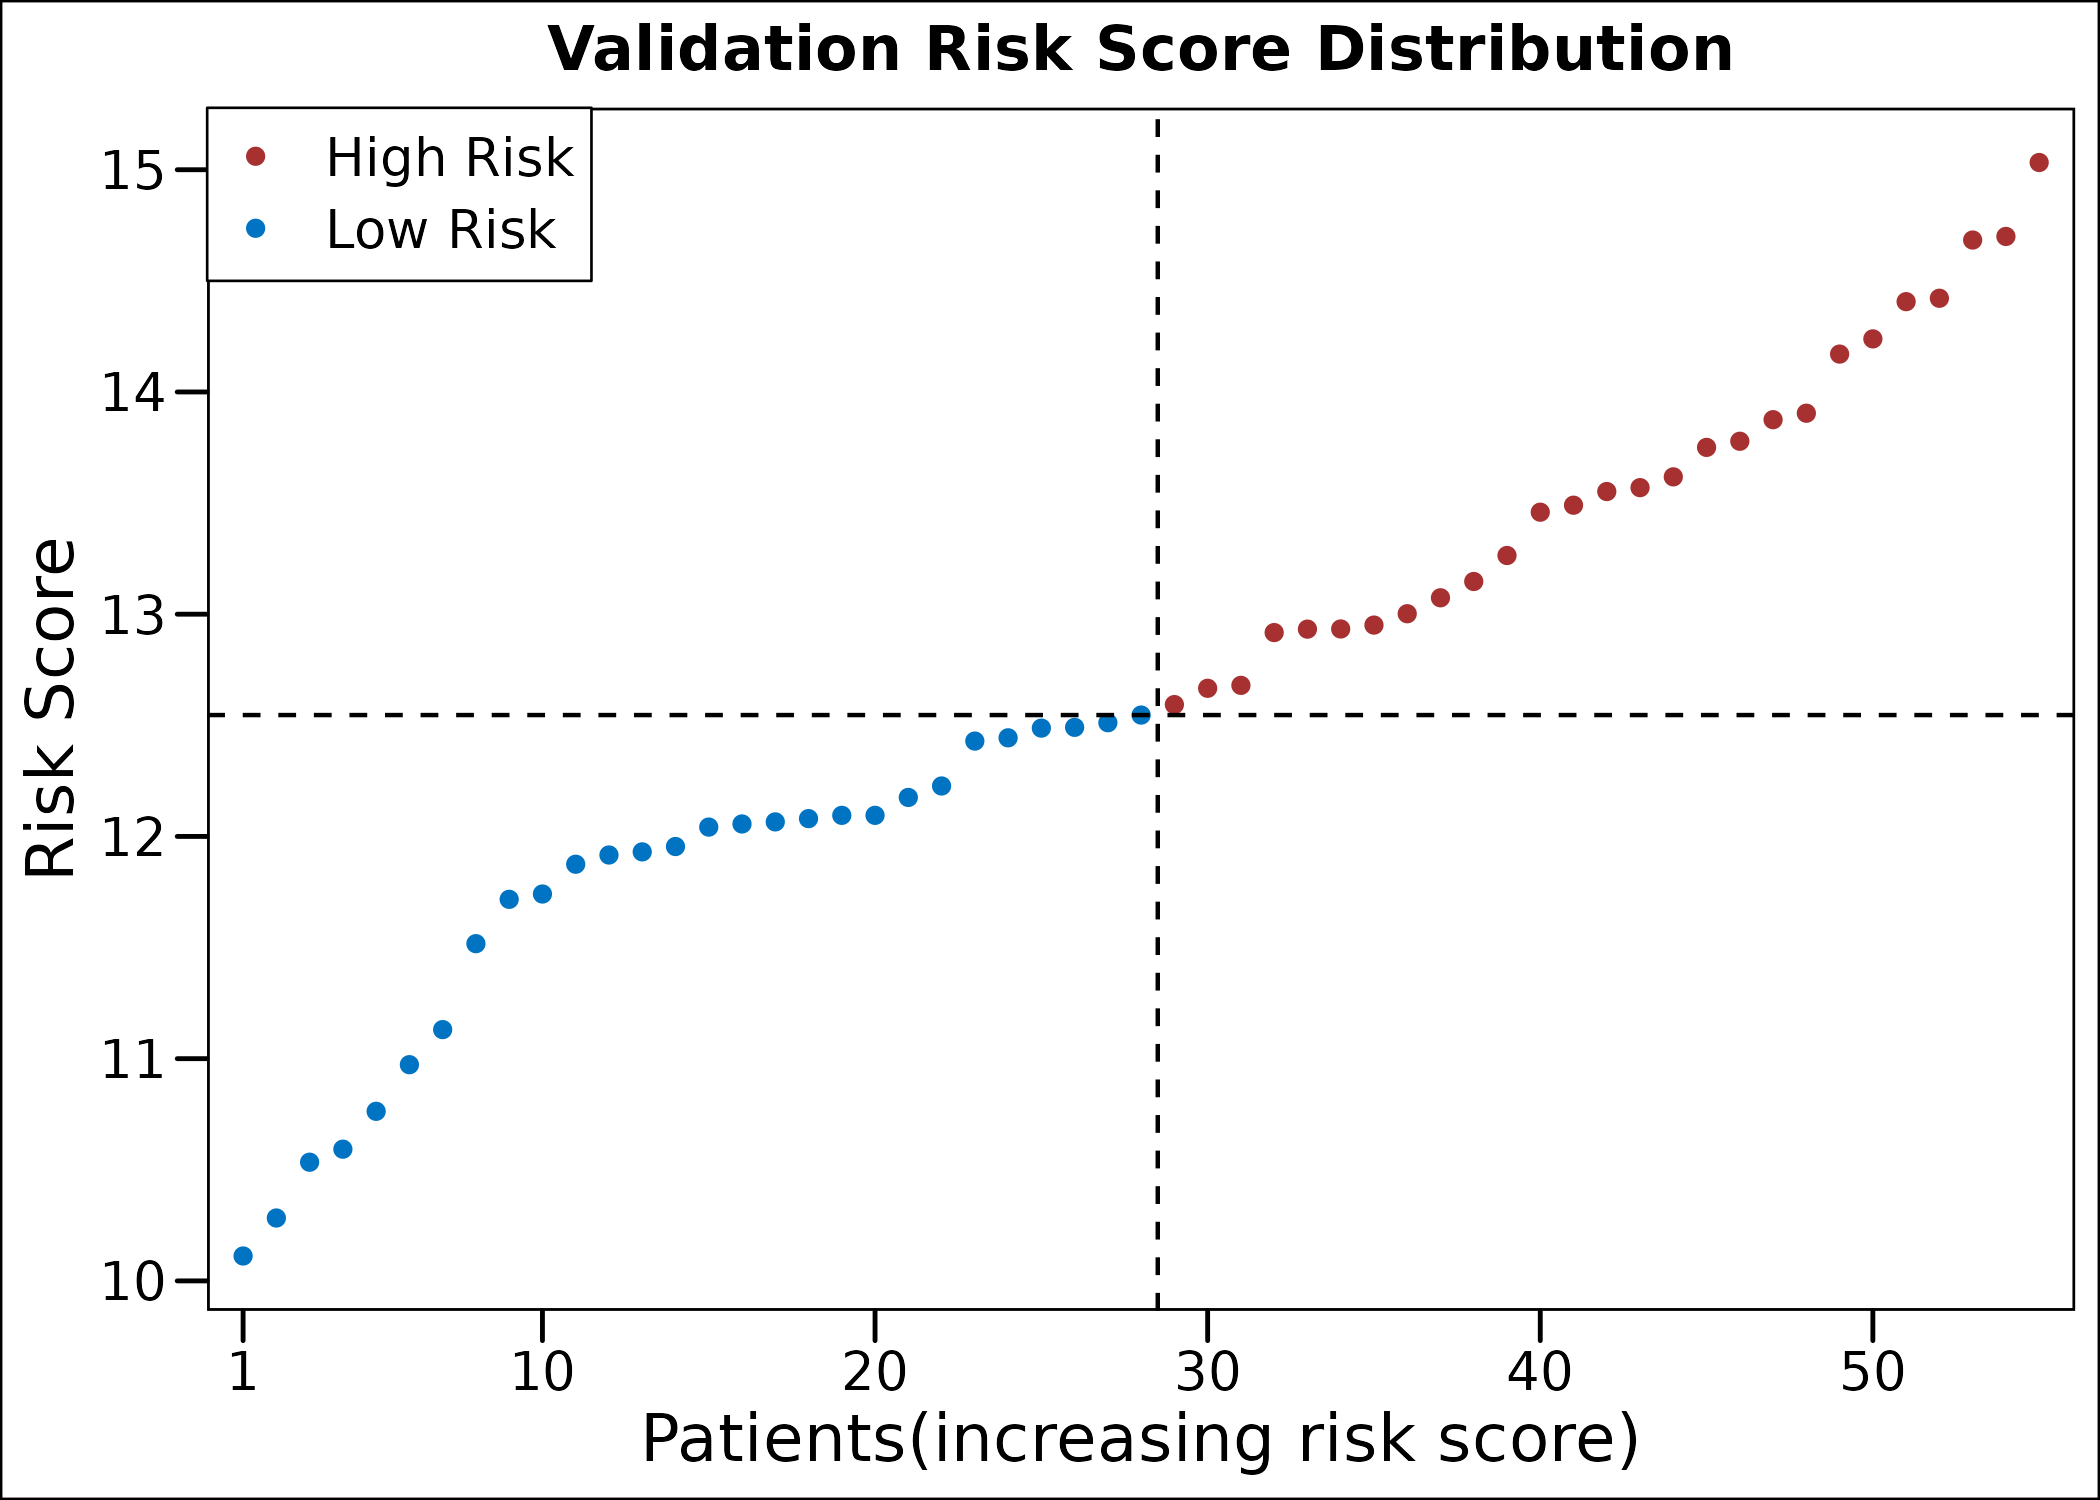 Validation Risk Score Distribution
High Risk
Low Risk
15
14
13
12
11
10
Risk Score
1 10 20 30 40 50
Patients(increasing risk score)